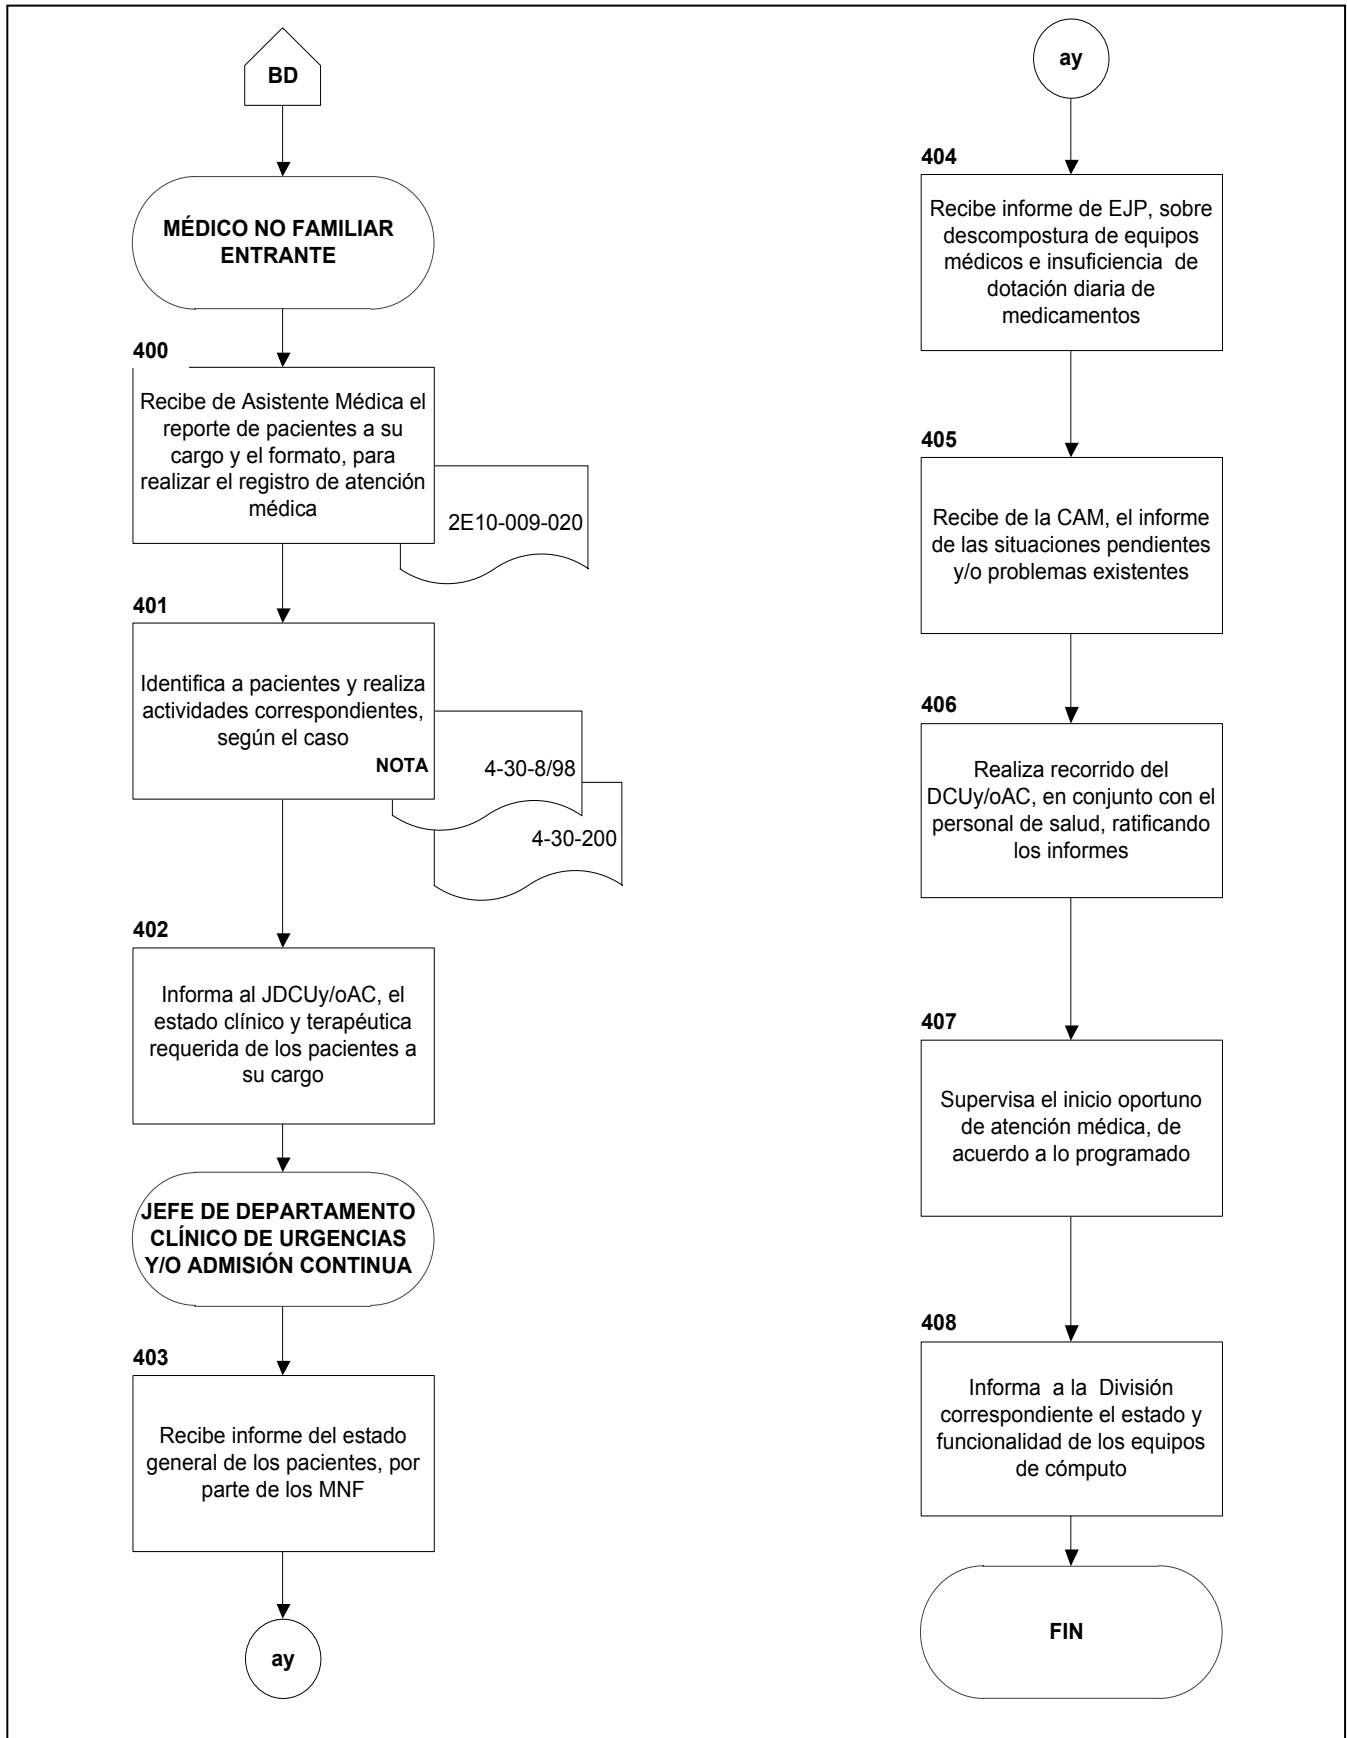 BD
MÉDICO NO FAMILIAR
ENTRANTE
400
Recibe de Asistente Médica el
reporte de pacientes a su
cargo y el formato, para
realizar el registro de atención
médica
2E10-009-020
401
Identifica a pacientes y realiza
actividades correspondientes,
según el caso
NOTA
4-30-8/98
4-30-200
402
Informa al JDCUy/oAC, el
estado clínico y terapéutica
requerida de los pacientes a
su cargo
JEFE DE DEPARTAMENTO
CLÍNICO DE URGENCIAS
Y/O ADMISIÓN CONTINUA
403
Recibe informe del estado
general de los pacientes, por
parte de los MNF
ay
ay
404
Recibe informe de EJP, sobre
descompostura de equipos
médicos e insuficiencia de
dotación diaria de
medicamentos
405
Recibe de la CAM, el informe
de las situaciones pendientes
y/o problemas existentes
406
Realiza recorrido del
DCUy/oAC, en conjunto con el
personal de salud, ratificando
los informes
407
Supervisa el inicio oportuno
de atención médica, de
acuerdo a lo programado
408
Informa a la División
correspondiente el estado y
funcionalidad de los equipos
de cómputo
FIN